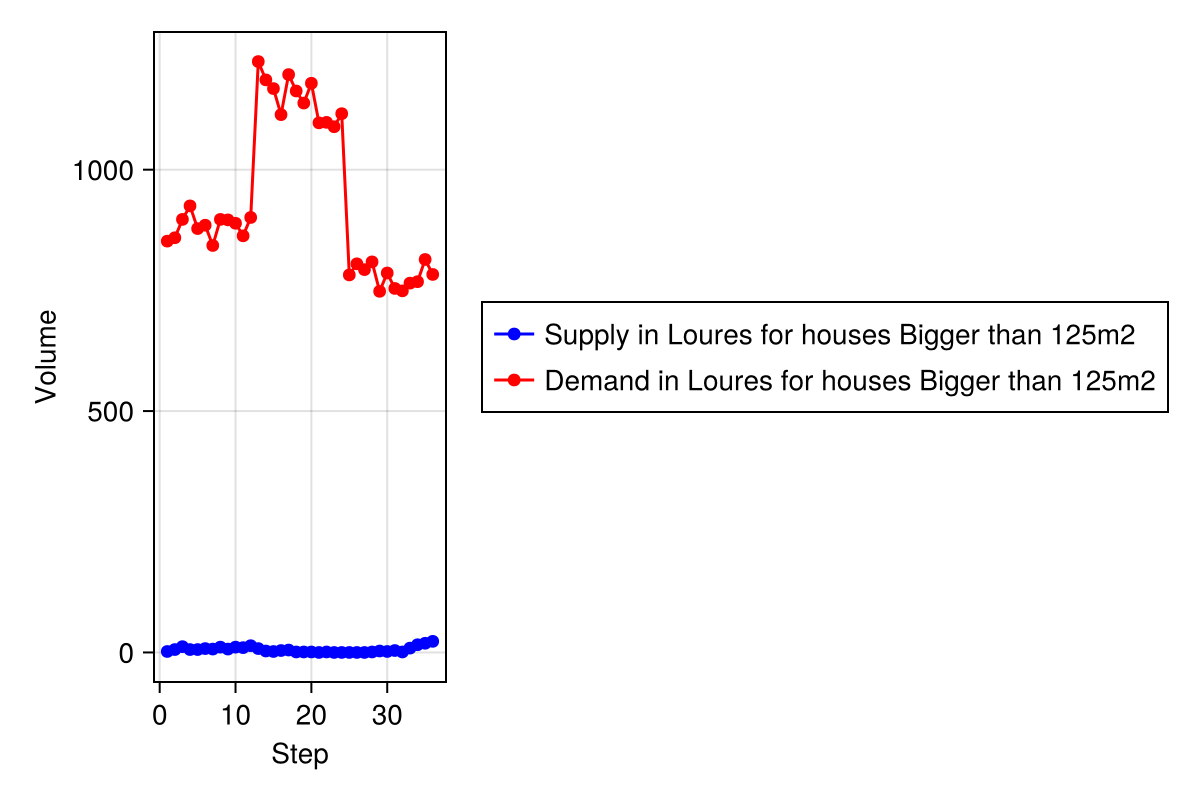 1000
500
0
Volume
0 10 20 30
Step
Supply in Loures for houses Bigger than 125m2
Demand in Loures for houses Bigger than 125m2